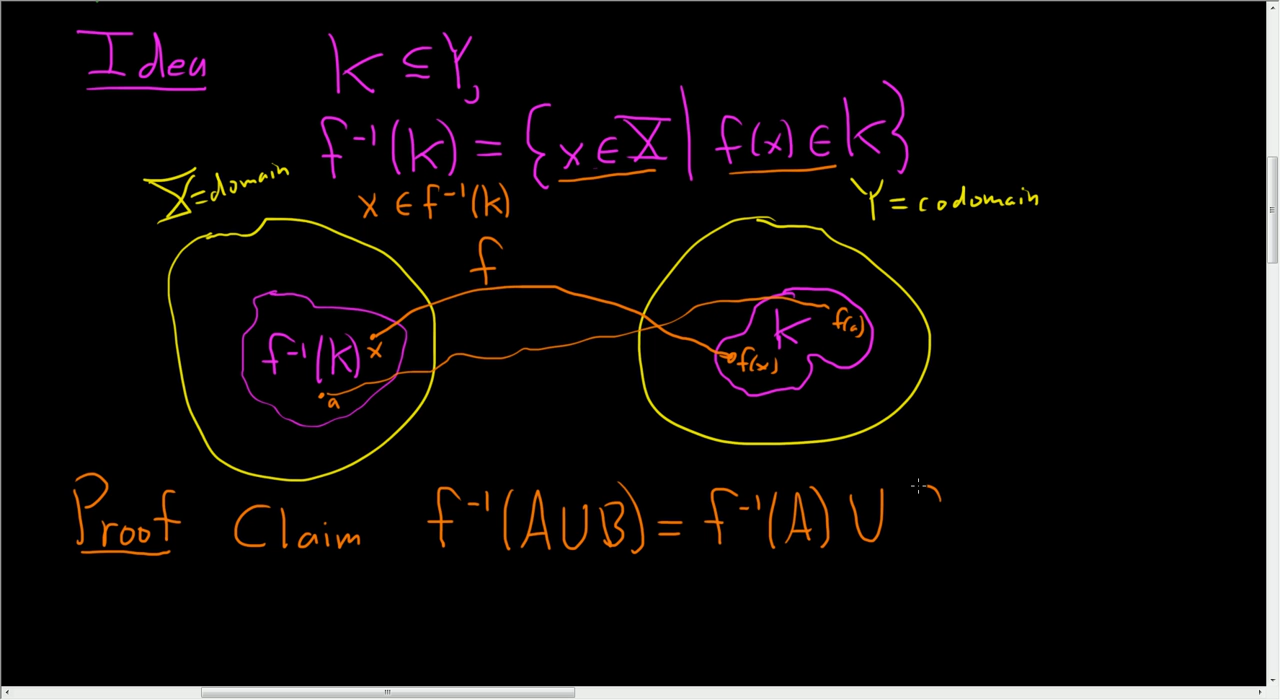 Idea K ⊆ Y,
f⁻¹(K) = {x ∈ X | f(x) ∈ K}
X = domain
x ∈ f⁻¹(K)
Y = codomain
f
f⁻¹(K) x
a
K f(a)
f(x)
Proof Claim f⁻¹(A∪B) = f⁻¹(A) ∪